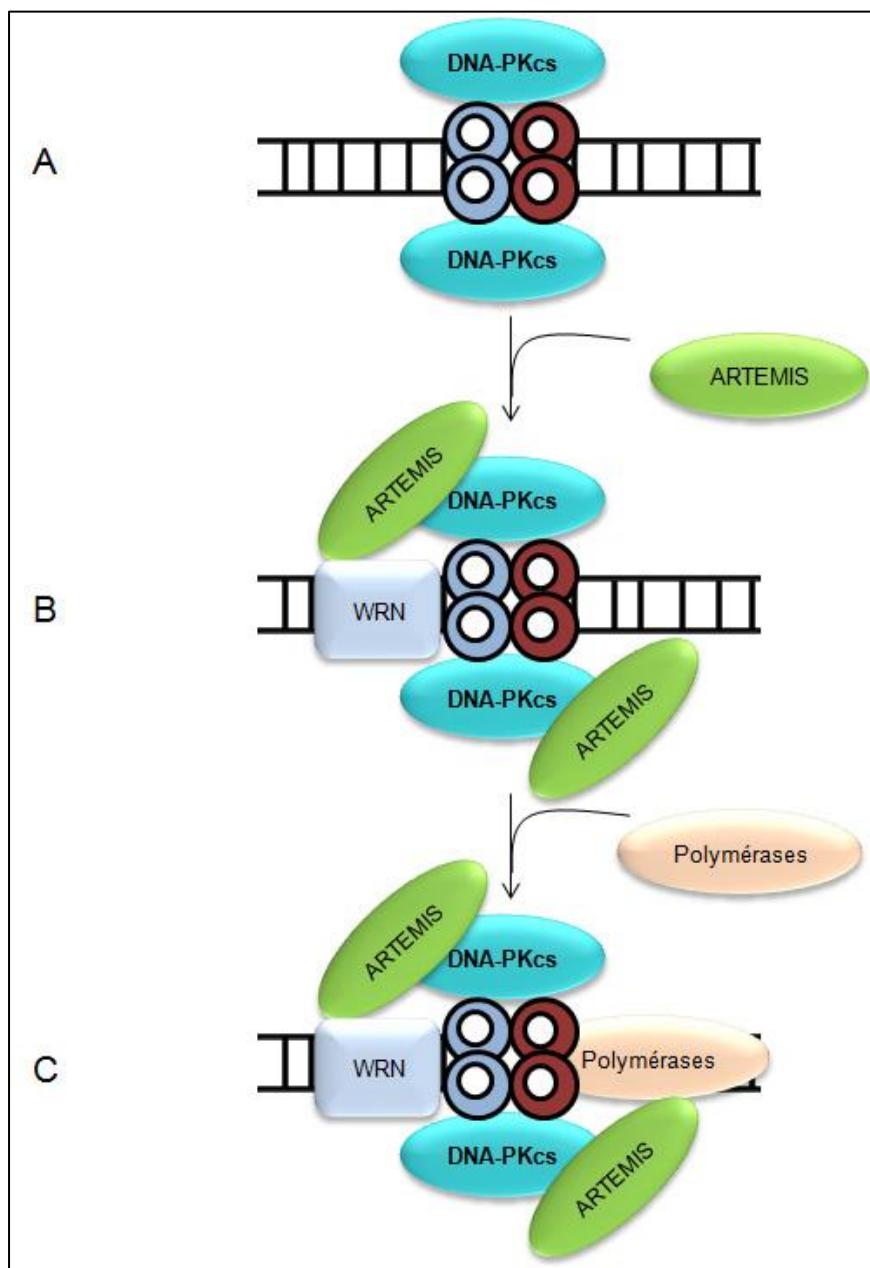 DNA-PKcs
A
DNA-PKcs
ARTEMIS
ARTEMIS
DNA-PKcs
B
WRN
DNA-PKcs
ARTEMIS
Polymérases
ARTEMIS
DNA-PKcs
C
WRN
Polymérases
DNA-PKcs
ARTEMIS